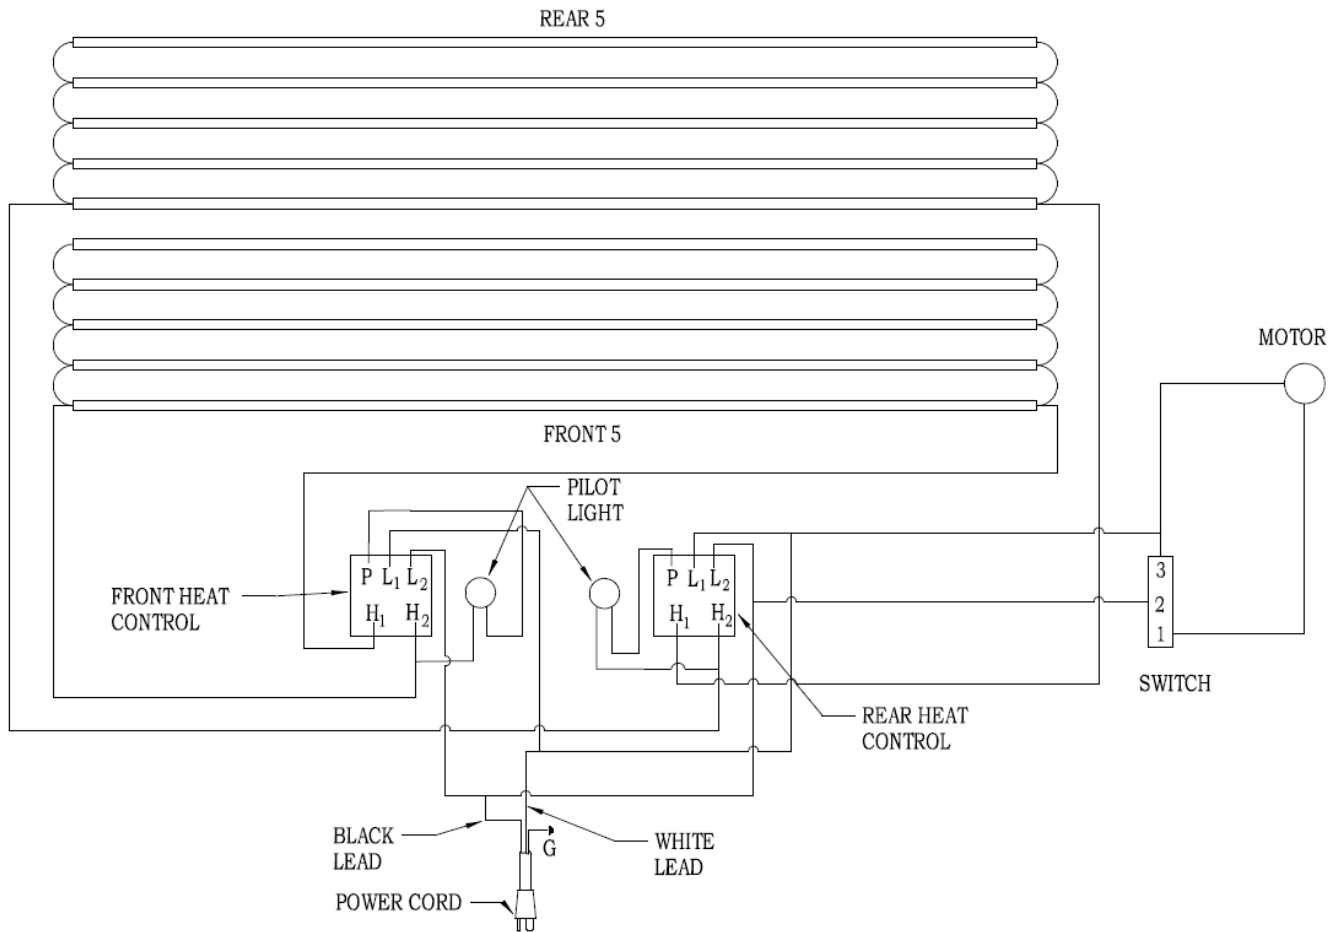 REAR 5
MOTOR
FRONT 5
PILOT
LIGHT
P L1 L2
H1 H2
FRONT HEAT
CONTROL
P L1 L2
H1 H2
3
2
1
SWITCH
REAR HEAT
CONTROL
BLACK
LEAD
G
WHITE
LEAD
POWER CORD